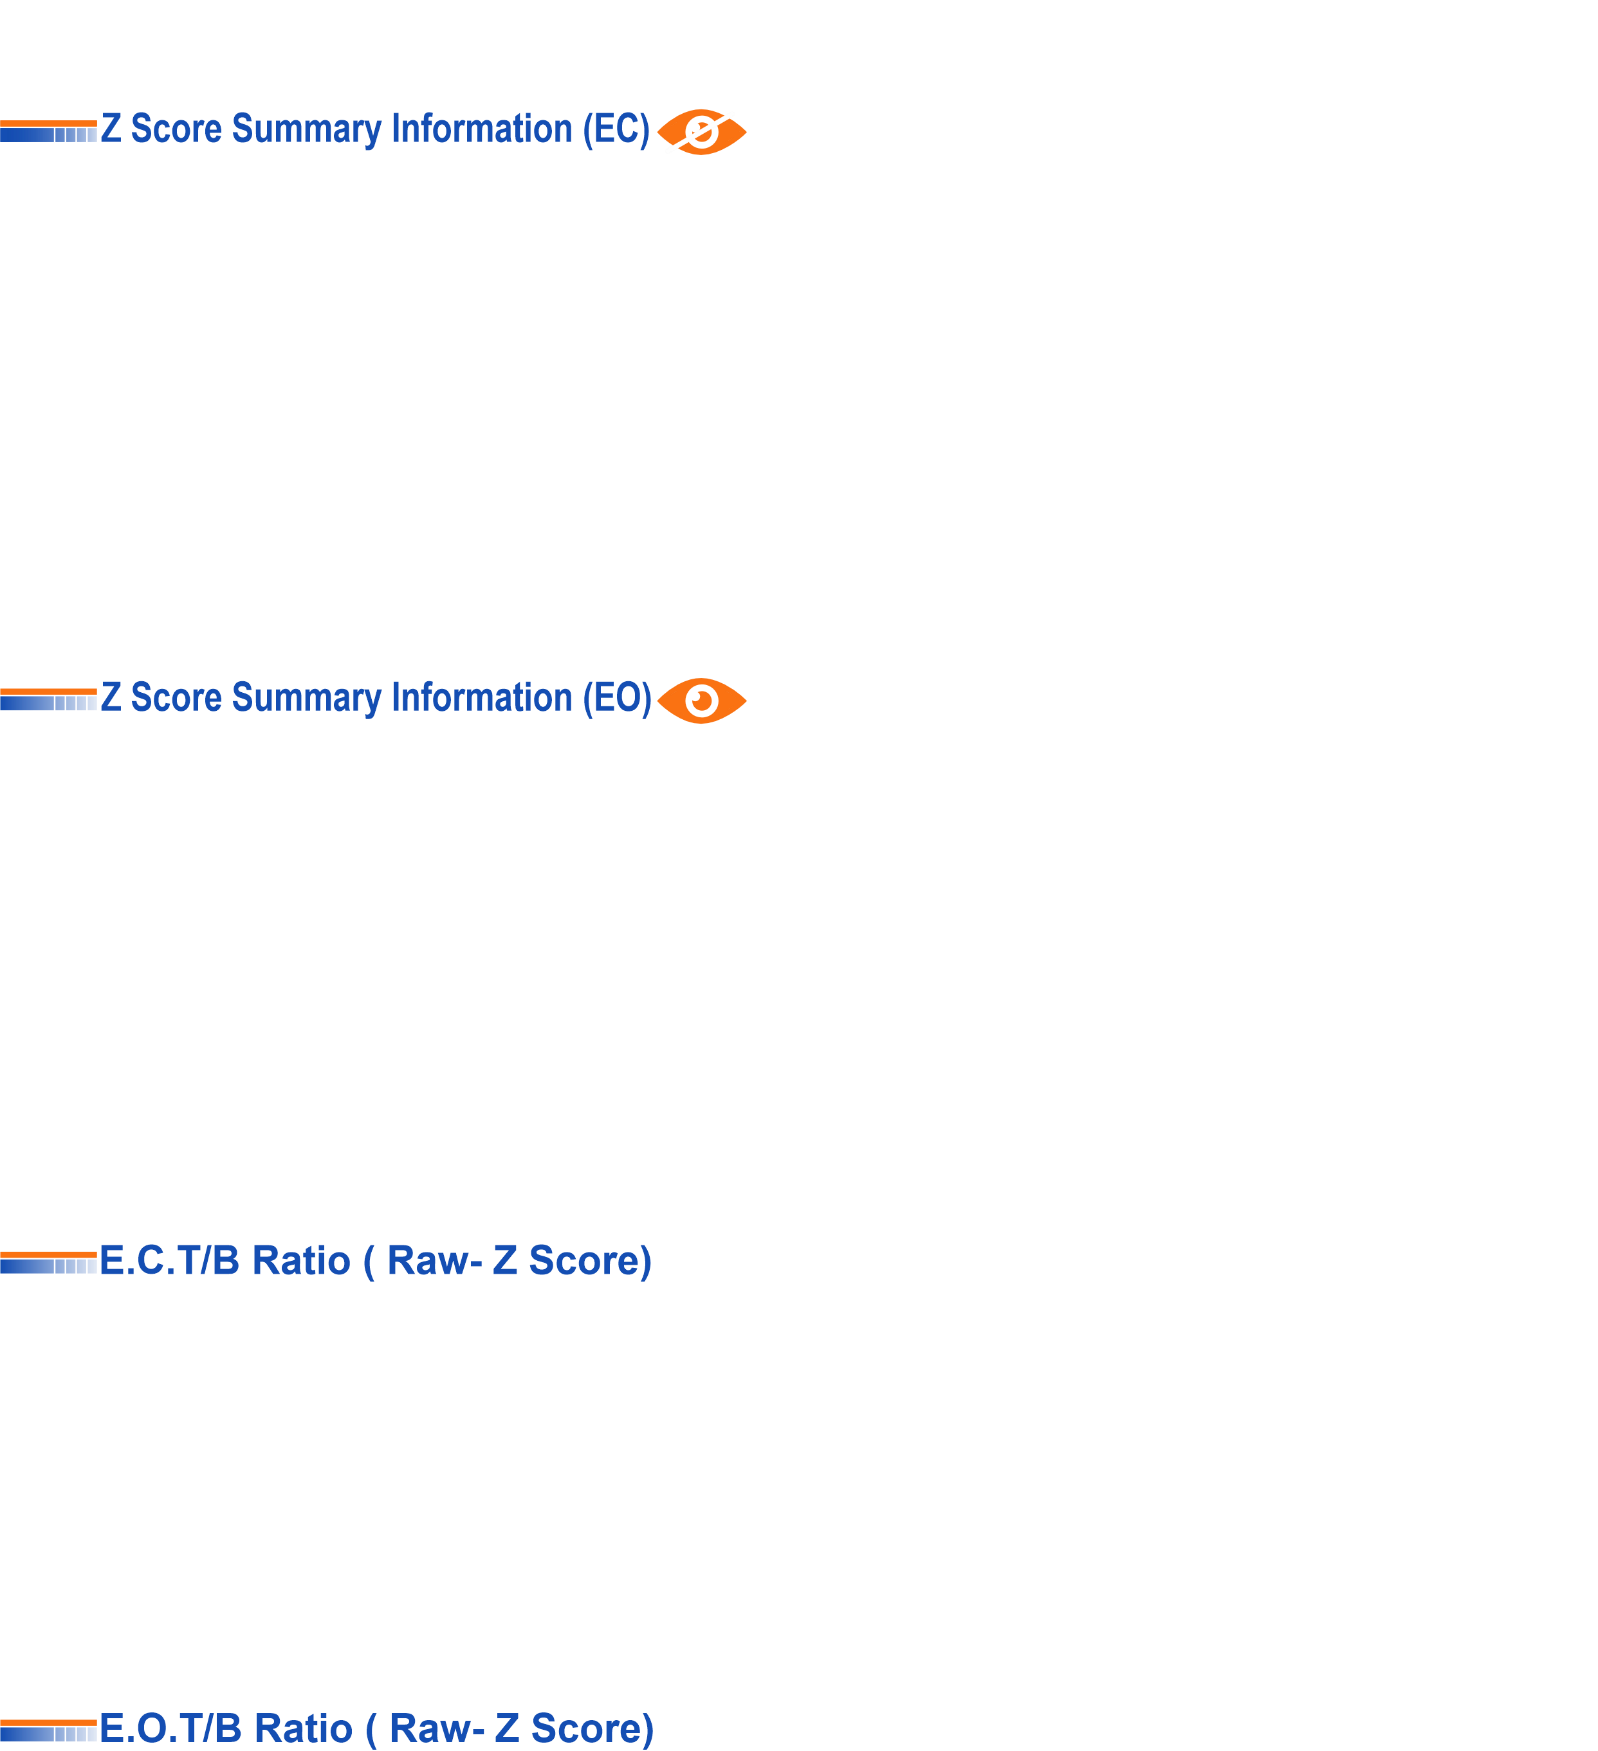 Z Score Summary Information (EC)
Z Score Summary Information (EO)
E.C.T/B Ratio ( Raw- Z Score)
E.O.T/B Ratio ( Raw- Z Score)